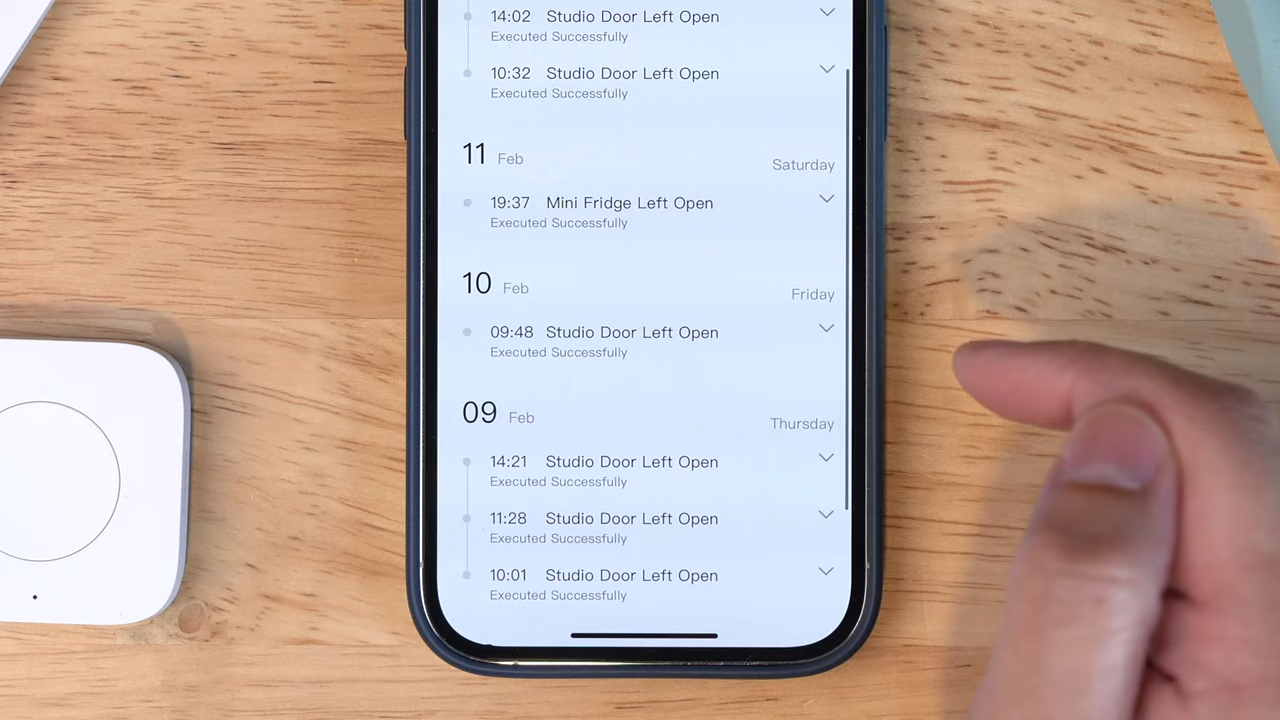 14:02 Studio Door Left Open
Executed Successfully
10:32 Studio Door Left Open
Executed Successfully
11 Feb Saturday
19:37 Mini Fridge Left Open
Executed Successfully
10 Feb Friday
09:48 Studio Door Left Open
Executed Successfully
09 Feb Thursday
14:21 Studio Door Left Open
Executed Successfully
11:28 Studio Door Left Open
Executed Successfully
10:01 Studio Door Left Open
Executed Successfully